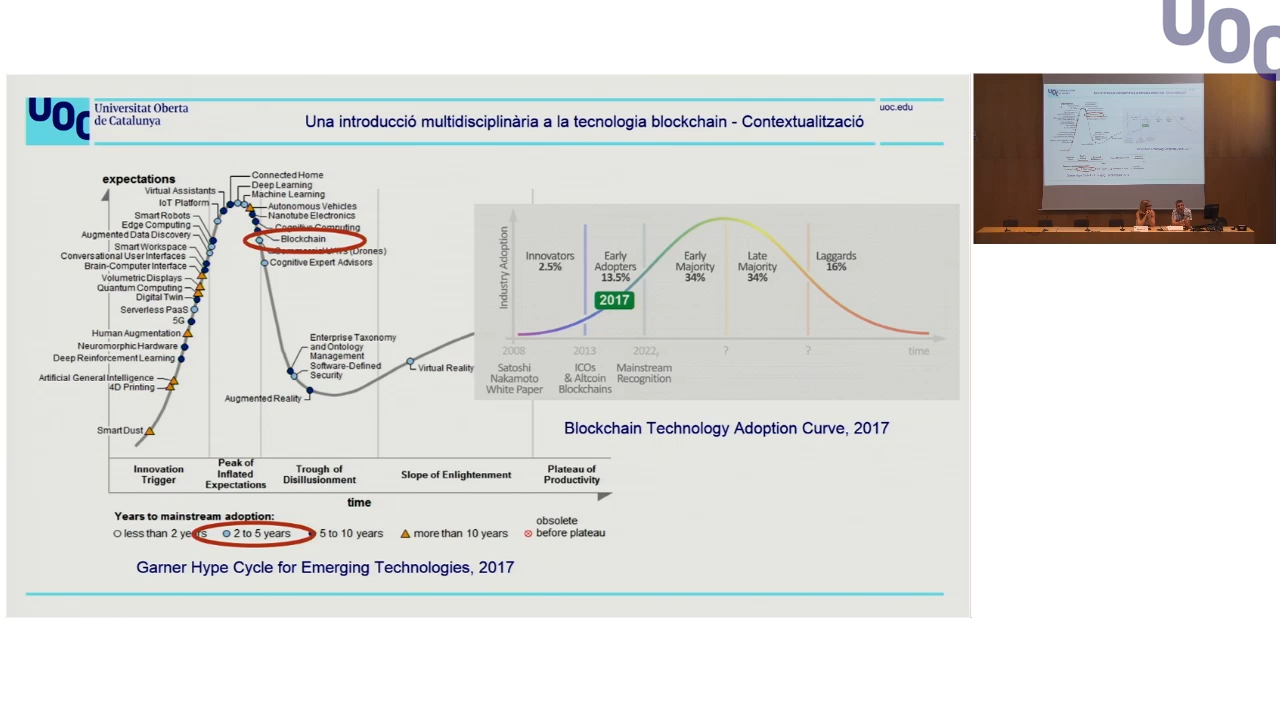 UOC
UOC
Universitat Oberta
de Catalunya
uoc.edu
Una introducció multidisciplinària a la tecnologia blockchain - Contextualització
expectations
Connected Home
Deep Learning
Machine Learning
Virtual Assistants
IoT Platform
Autonomous Vehicles
Nanotube Electronics
Smart Robots
Edge Computing
Cognitive Computing
Augmented Data Discovery
Blockchain
Smart Workspace
Commercial UAVs (Drones)
Conversational User Interfaces
Cognitive Expert Advisors
Brain-Computer Interface
Volumetric Displays
Quantum Computing
Digital Twin
Serverless PaaS
5G
Human Augmentation
Neuromorphic Hardware
Deep Reinforcement Learning
Artificial General Intelligence
4D Printing
Smart Dust
Enterprise Taxonomy
and Ontology
Management
Software-Defined
Security
Augmented Reality
Virtual Reality
Innovation
Trigger
Peak of
Inflated
Expectations
Trough of
Disillusionment
Slope of Enlightenment
Plateau of
Productivity
time
Years to mainstream adoption:
less than 2 years
2 to 5 years
5 to 10 years
more than 10 years
obsolete
before plateau
Garner Hype Cycle for Emerging Technologies, 2017
Industry Adoption
Innovators
2.5%
Early
Adopters
13.5%
Early
Majority
34%
Late
Majority
34%
Laggards
16%
2017
2008
2013
2022,
?
?
time
Satoshi
Nakamoto
White Paper
ICOs
& Altcoin
Blockchains
Mainstream
Recognition
Blockchain Technology Adoption Curve, 2017